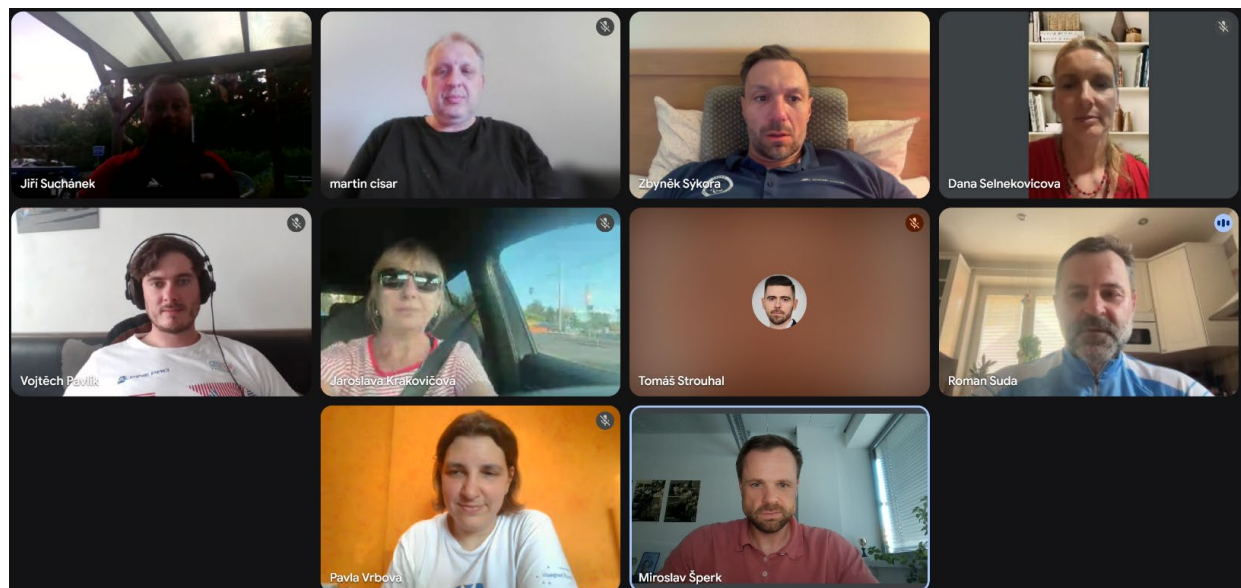 Jiří Suchánek
martin cisar
Zbyněk Sýkora
Dana Selnekovicova
Vojtěch Pavlík
Jaroslava Krakovičová
Tomáš Strouhal
Roman Suda
Pavla Vrbova
Miroslav Šperk